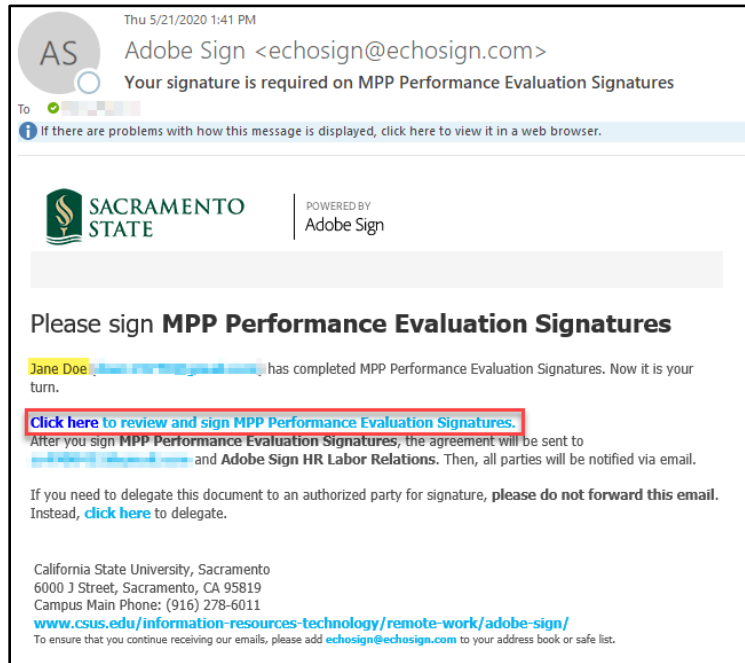 Thu 5/21/2020 1:41 PM
AS
Adobe Sign <echosign@echosign.com>
Your signature is required on MPP Performance Evaluation Signatures
To
If there are problems with how this message is displayed, click here to view it in a web browser.
SACRAMENTO
STATE
POWERED BY
Adobe Sign
Please sign MPP Performance Evaluation Signatures
Jane Doe has completed MPP Performance Evaluation Signatures. Now it is your
turn.
Click here to review and sign MPP Performance Evaluation Signatures.
After you sign MPP Performance Evaluation Signatures, the agreement will be sent to
and Adobe Sign HR Labor Relations. Then, all parties will be notified via email.
If you need to delegate this document to an authorized party for signature, please do not forward this email.
Instead, click here to delegate.
California State University, Sacramento
6000 J Street, Sacramento, CA 95819
Campus Main Phone: (916) 278-6011
www.csus.edu/information-resources-technology/remote-work/adobe-sign/
To ensure that you continue receiving our emails, please add echosign@echosign.com to your address book or safe list.